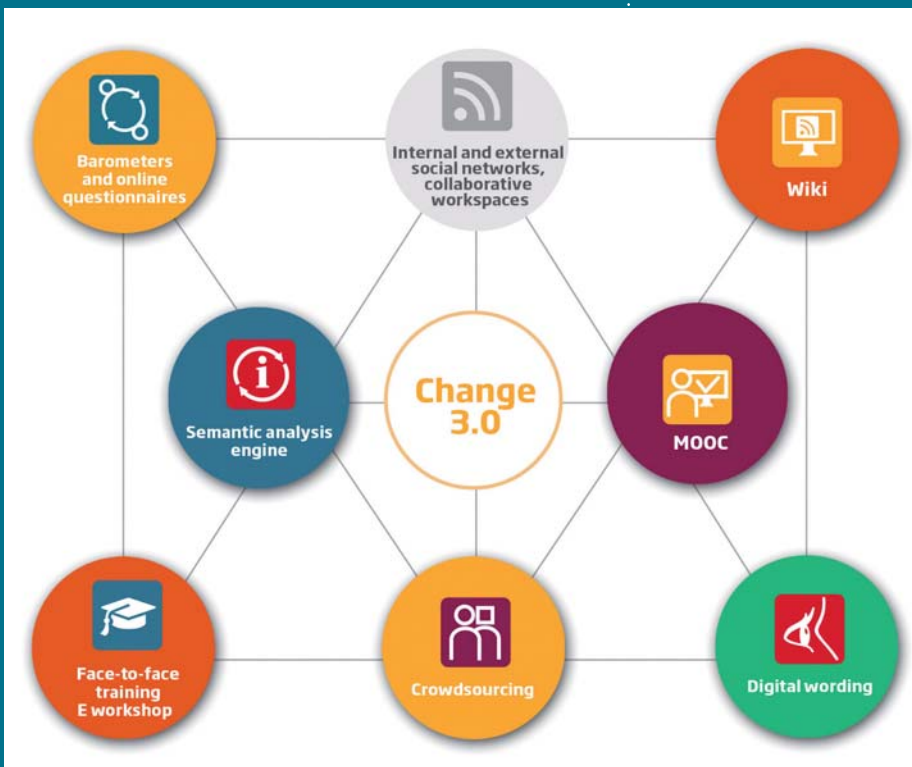 Barometers
and online
questionnaires
Internal and external
social networks,
collaborative
workspaces
Wiki
Semantic analysis
engine
Change
3.0
MOOC
Face-to-face
training
E workshop
Crowdsourcing
Digital wording